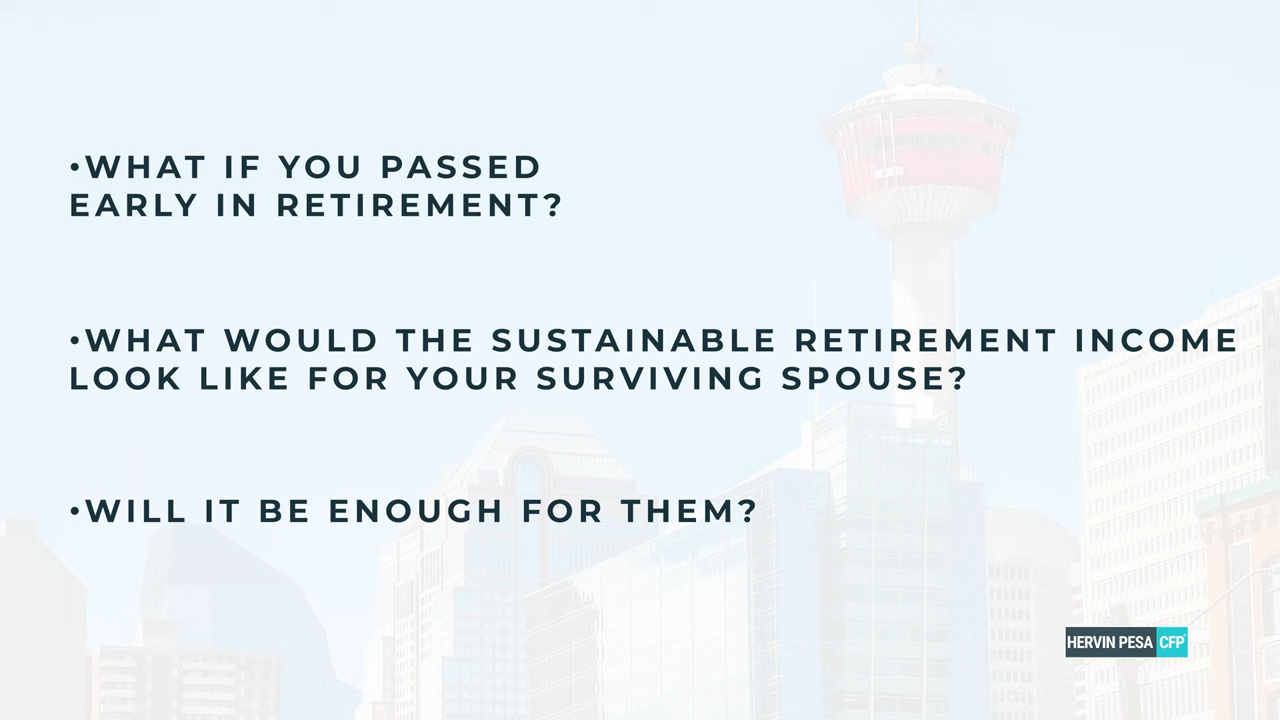 •WHAT IF YOU PASSED
EARLY IN RETIREMENT?
•WHAT WOULD THE SUSTAINABLE RETIREMENT INCOME
LOOK LIKE FOR YOUR SURVIVING SPOUSE?
•WILL IT BE ENOUGH FOR THEM?
HERVIN PESA CFP